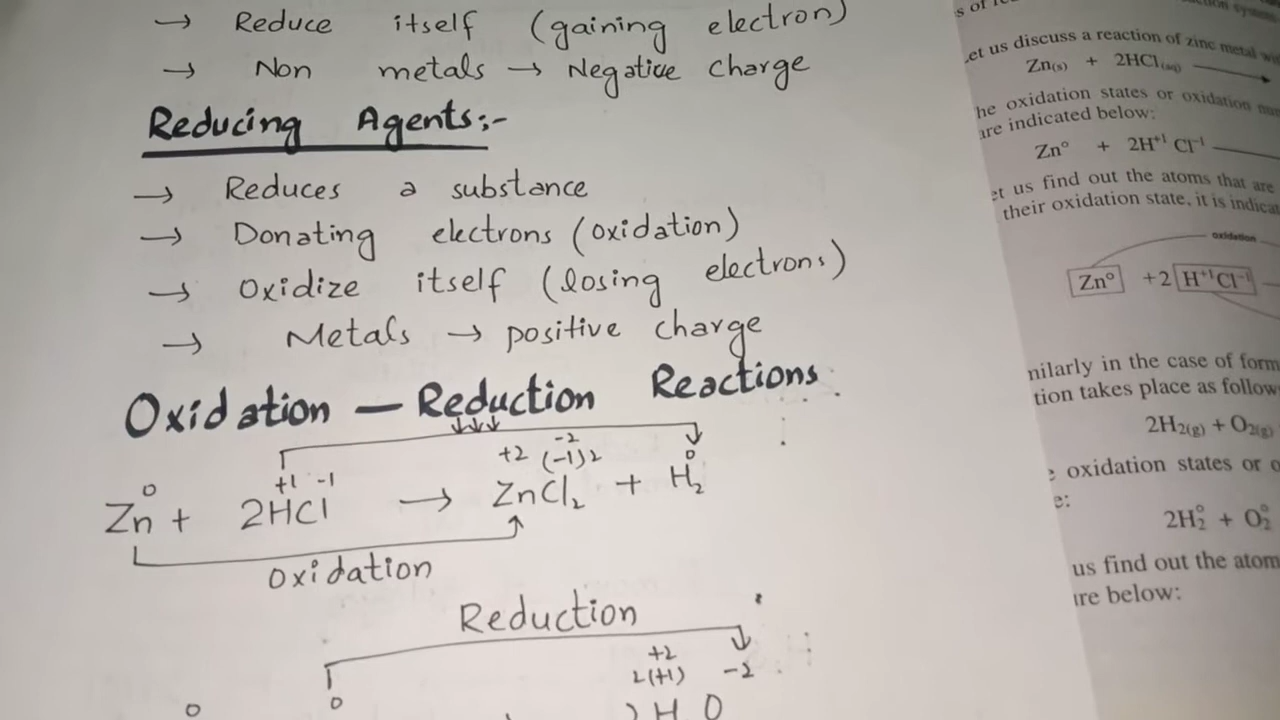 → Reduce itself (gaining electron)
→ Non metals → Negative charge
Reducing Agents:-
→ Reduces a substance
→ Donating electrons (oxidation)
→ Oxidize itself (losing electrons)
→ Metals → positive charge
Oxidation — Reduction Reactions
↓↓↓
0 +1 -1 +2 -2 (-1)2 0
Zn + 2HCl → ZnCl₂ + H₂
Oxidation
Reduction
+2
0 0 2(+1) -2
H O
et us discuss a reaction of zinc metal
Zn(s) + 2HCl(aq) →
he oxidation states or oxidation
are indicated below:
Zn° + 2H⁺¹ Cl⁻¹
et us find out the atoms that are
their oxidation state, it is
oxidation
Zn° +2 H⁺¹Cl⁻¹
nilarly in the case of form
tion takes place as follow
2H₂(g) + O₂(g)
oxidation states or o
e:
2H₂° + O₂°
us find out the atom
re below: